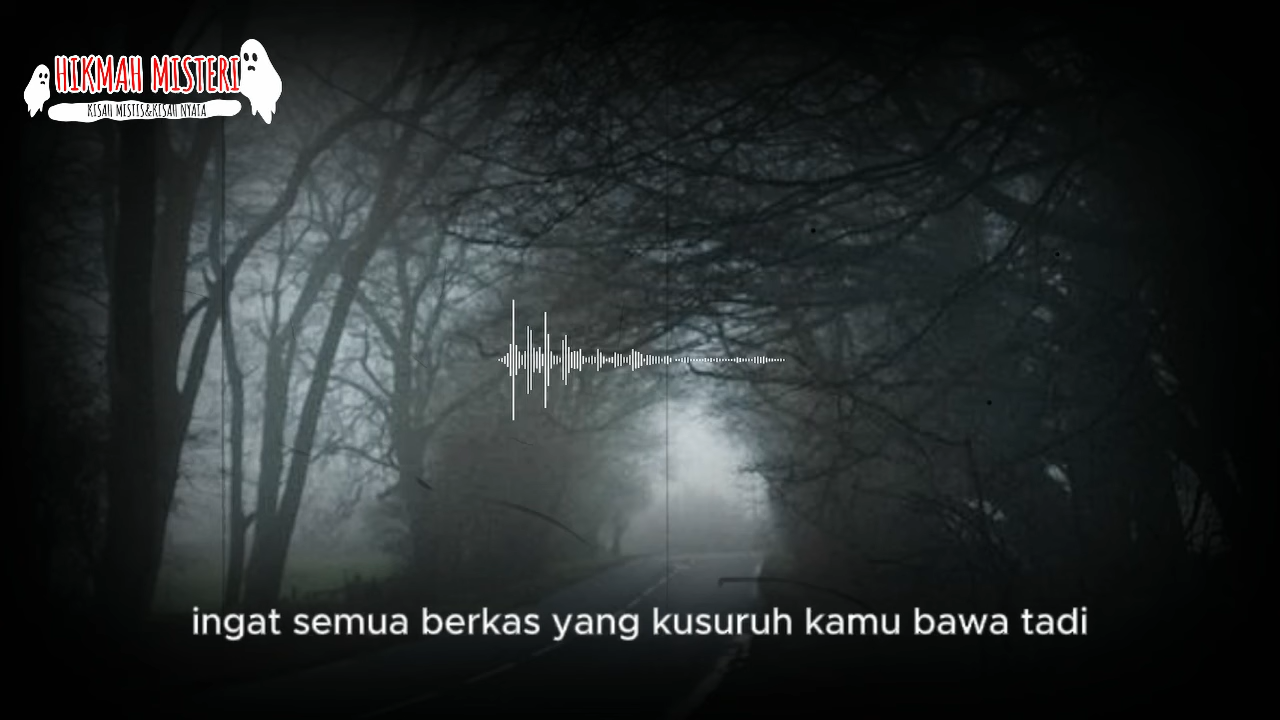 HIKMAH MISTERI
KISAH MISTIS&KISAH NYATA
ingat semua berkas yang kusuruh kamu bawa tadi